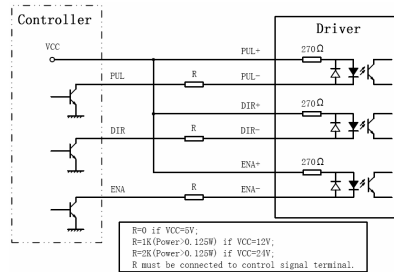 Controller
Driver
VCC
PUL+
270Ω
PUL
R
PUL-
DIR+
270Ω
DIR
R
DIR-
ENA+
270Ω
ENA
R
ENA-
R=0 if VCC=5V;
R=1K(Power>0.125W) if VCC=12V;
R=2K(Power>0.125W) if VCC=24V;
R must be connected to control signal terminal.